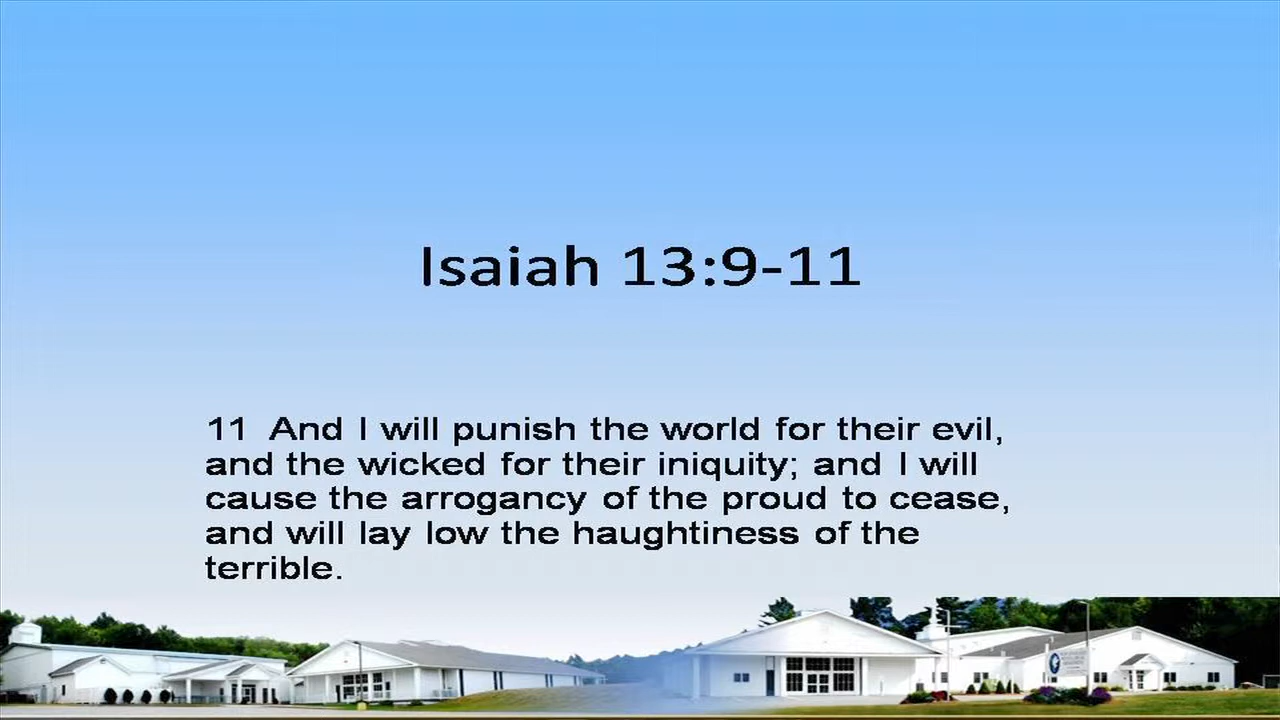 Isaiah 13:9-11
11 And I will punish the world for their evil,
and the wicked for their iniquity; and I will
cause the arrogancy of the proud to cease,
and will lay low the haughtiness of the
terrible.